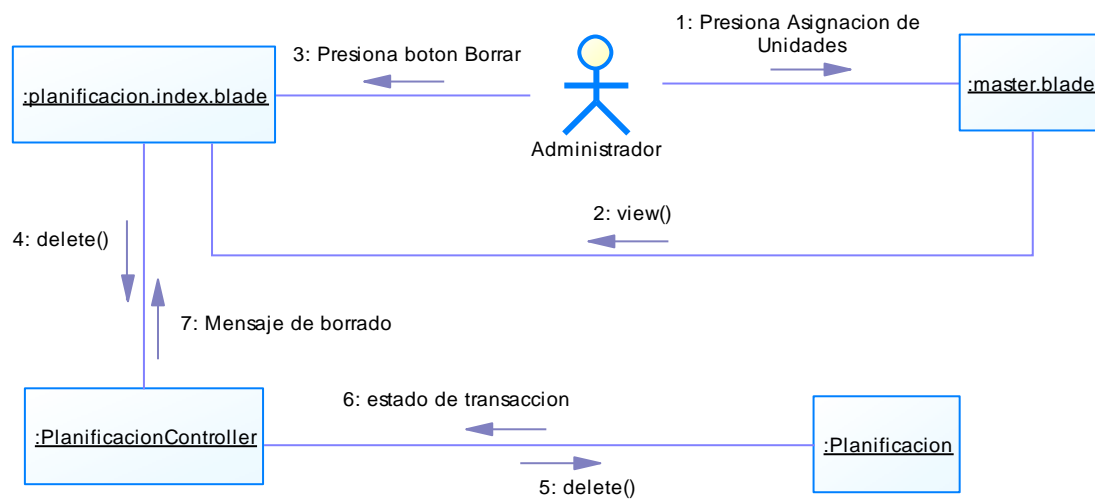 1: Presiona Asignacion de
Unidades
3: Presiona boton Borrar
:planificacion.index.blade
:master.blade
Administrador
2: view()
4: delete()
7: Mensaje de borrado
6: estado de transaccion
:PlanificacionController
:Planificacion
5: delete()